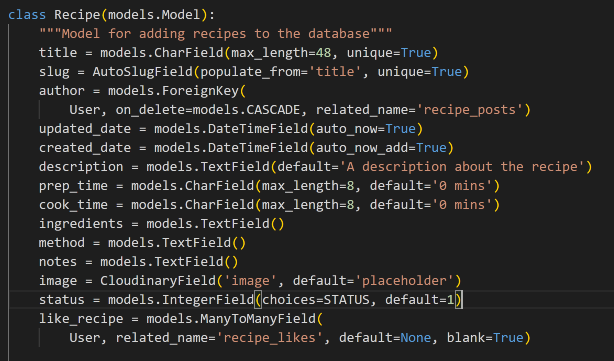 class Recipe(models.Model):
    """Model for adding recipes to the database"""
    title = models.CharField(max_length=48, unique=True)
    slug = AutoSlugField(populate_from='title', unique=True)
    author = models.ForeignKey(
        User, on_delete=models.CASCADE, related_name='recipe_posts')
    updated_date = models.DateTimeField(auto_now=True)
    created_date = models.DateTimeField(auto_now_add=True)
    description = models.TextField(default='A description about the recipe')
    prep_time = models.CharField(max_length=8, default='0 mins')
    cook_time = models.CharField(max_length=8, default='0 mins')
    ingredients = models.TextField()
    method = models.TextField()
    notes = models.TextField()
    image = CloudinaryField('image', default='placeholder')
    status = models.IntegerField(choices=STATUS, default=1)
    like_recipe = models.ManyToManyField(
        User, related_name='recipe_likes', default=None, blank=True)